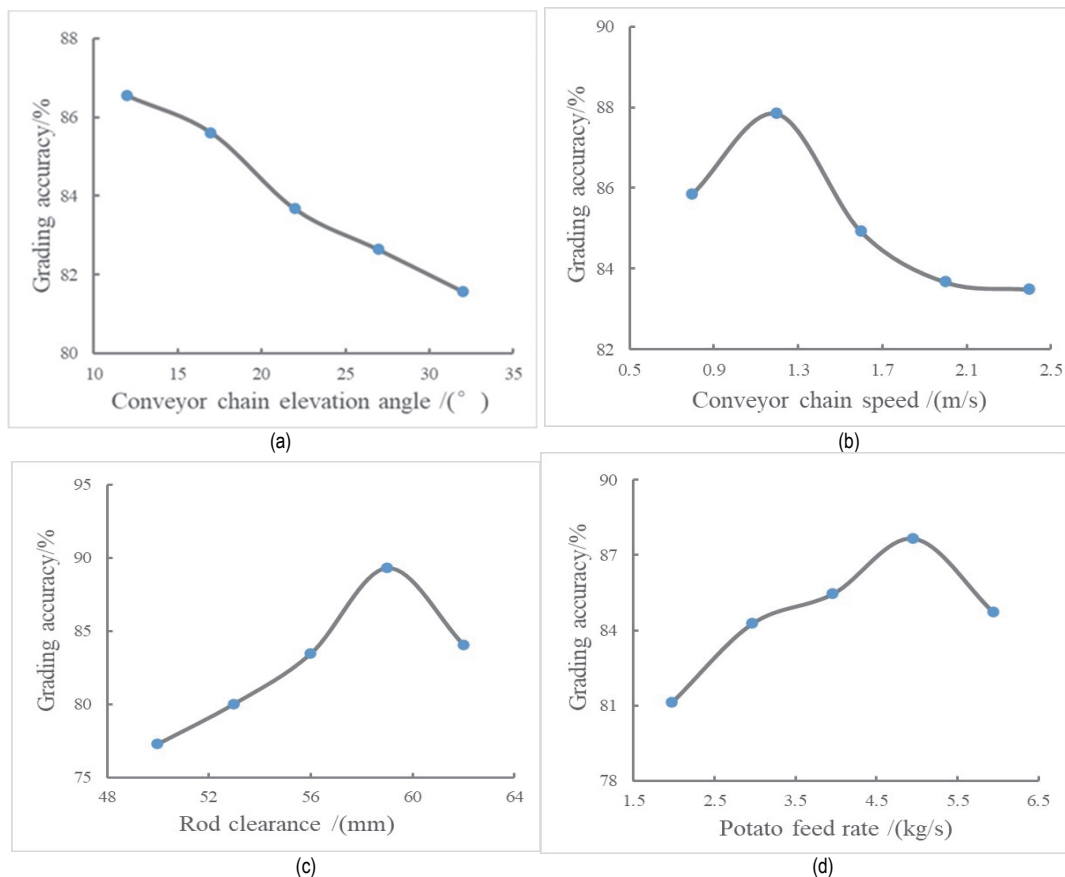 88
86
84
82
80
Grading accuracy/%
10 15 20 25 30 35
Conveyor chain elevation angle /(° )
(a)
90
88
86
84
82
Grading accuracy/%
0.5 0.9 1.3 1.7 2.1 2.5
Conveyor chain speed /(m/s)
(b)
95
90
85
80
75
Grading accuracy/%
48 52 56 60 64
Rod clearance /(mm)
(c)
90
87
84
81
78
Grading accuracy/%
1.5 2.5 3.5 4.5 5.5 6.5
Potato feed rate /(kg/s)
(d)